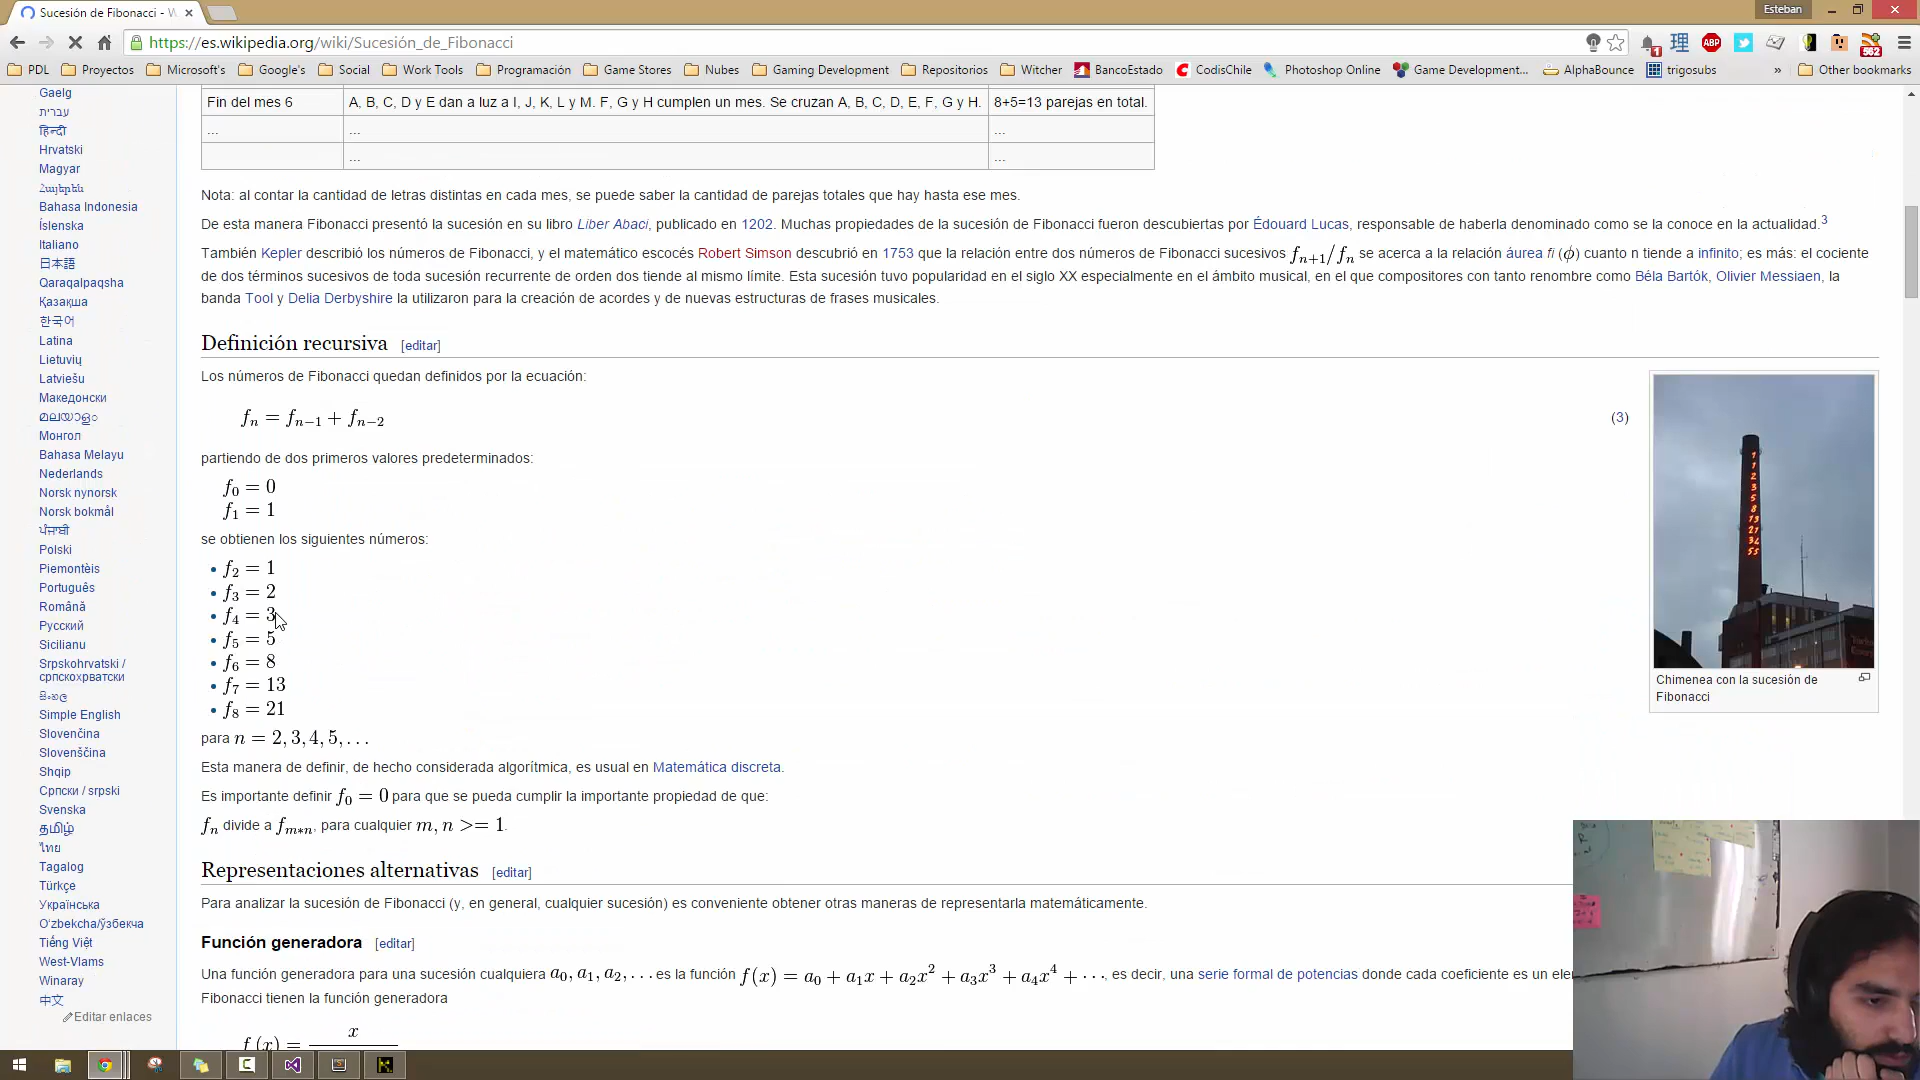 Sucesión de Fibonacci - W
Esteban
https://es.wikipedia.org/wiki/Sucesión_de_Fibonacci
1
理
ABP
562
PDL Proyectos Microsoft's Google's Social Work Tools Programación Game Stores Nubes Gaming Development Repositorios Witcher BancoEstado CodisChile Photshop Online Game Development... AlphaBounce trigosubs » Other bookmarks
Gaelg
עברית
हिन्दी
Hrvatski
Magyar
Հայերեն
Bahasa Indonesia
Íslenska
Italiano
日本語
Qaraqalpaqsha
Қазақша
한국어
Latina
Lietuvių
Latviešu
Македонски
മലയാളം
Монгол
Bahasa Melayu
Nederlands
Norsk nynorsk
Norsk bokmål
ਪੰਜਾਬੀ
Polski
Piemontèis
Português
Română
Русский
Sicilianu
Srpskohrvatski /
српскохрватски
සිංහල
Simple English
Slovenčina
Slovenščina
Shqip
Српски / srpski
Svenska
தமிழ்
ไทย
Tagalog
Türkçe
Українська
Oʻzbekcha/ўзбекча
Tiếng Việt
West-Vlams
Winaray
中文
Editar enlaces
Fin del mes 6 A, B, C, D y E dan a luz a I, J, K, L y M. F, G y H cumplen un mes. Se cruzan A, B, C, D, E, F, G y H. 8+5=13 parejas en total.
... ... ...
... ...
Nota: al contar la cantidad de letras distintas en cada mes, se puede saber la cantidad de parejas totales que hay hasta ese mes.
De esta manera Fibonacci presentó la sucesión en su libro Liber Abaci, publicado en 1202. Muchas propiedades de la sucesión de Fibonacci fueron descubiertas por Édouard Lucas, responsable de haberla denominado como se la conoce en la actualidad.3
También Kepler describió los números de Fibonacci, y el matemático escocés Robert Simson descubrió en 1753 que la relación entre dos números de Fibonacci sucesivos fn+1/fn se acerca a la relación áurea fi (ϕ) cuanto n tiende a infinito; es más: el cociente
de dos términos sucesivos de toda sucesión recurrente de orden dos tiende al mismo límite. Esta sucesión tuvo popularidad en el siglo XX especialmente en el ámbito musical, en el que compositores con tanto renombre como Béla Bartók, Olivier Messiaen, la
banda Tool y Delia Derbyshire la utilizaron para la creación de acordes y de nuevas estructuras de frases musicales.
Definición recursiva [editar]
Los números de Fibonacci quedan definidos por la ecuación:
fn = fn−1 + fn−2 (3)
partiendo de dos primeros valores predeterminados:
f0 = 0
f1 = 1
se obtienen los siguientes números:
• f2 = 1
• f3 = 2
• f4 = 3
• f5 = 5
• f6 = 8
• f7 = 13
• f8 = 21
para n = 2, 3, 4, 5, . . .
Esta manera de definir, de hecho considerada algorítmica, es usual en Matemática discreta.
Es importante definir f0 = 0 para que se pueda cumplir la importante propiedad de que:
fn divide a fm∗n, para cualquier m, n >= 1.
1
1
2
3
5
8
13
21
34
55
Chimenea con la sucesión de
Fibonacci
Representaciones alternativas [editar]
Para analizar la sucesión de Fibonacci (y, en general, cualquier sucesión) es conveniente obtener otras maneras de representarla matemáticamente.
Función generadora [editar]
Una función generadora para una sucesión cualquiera a0, a1, a2, . . . es la función f(x) = a0 + a1x + a2x2 + a3x3 + a4x4 + · · ·, es decir, una serie formal de potencias donde cada coeficiente es un ele
Fibonacci tienen la función generadora
f(x) = x